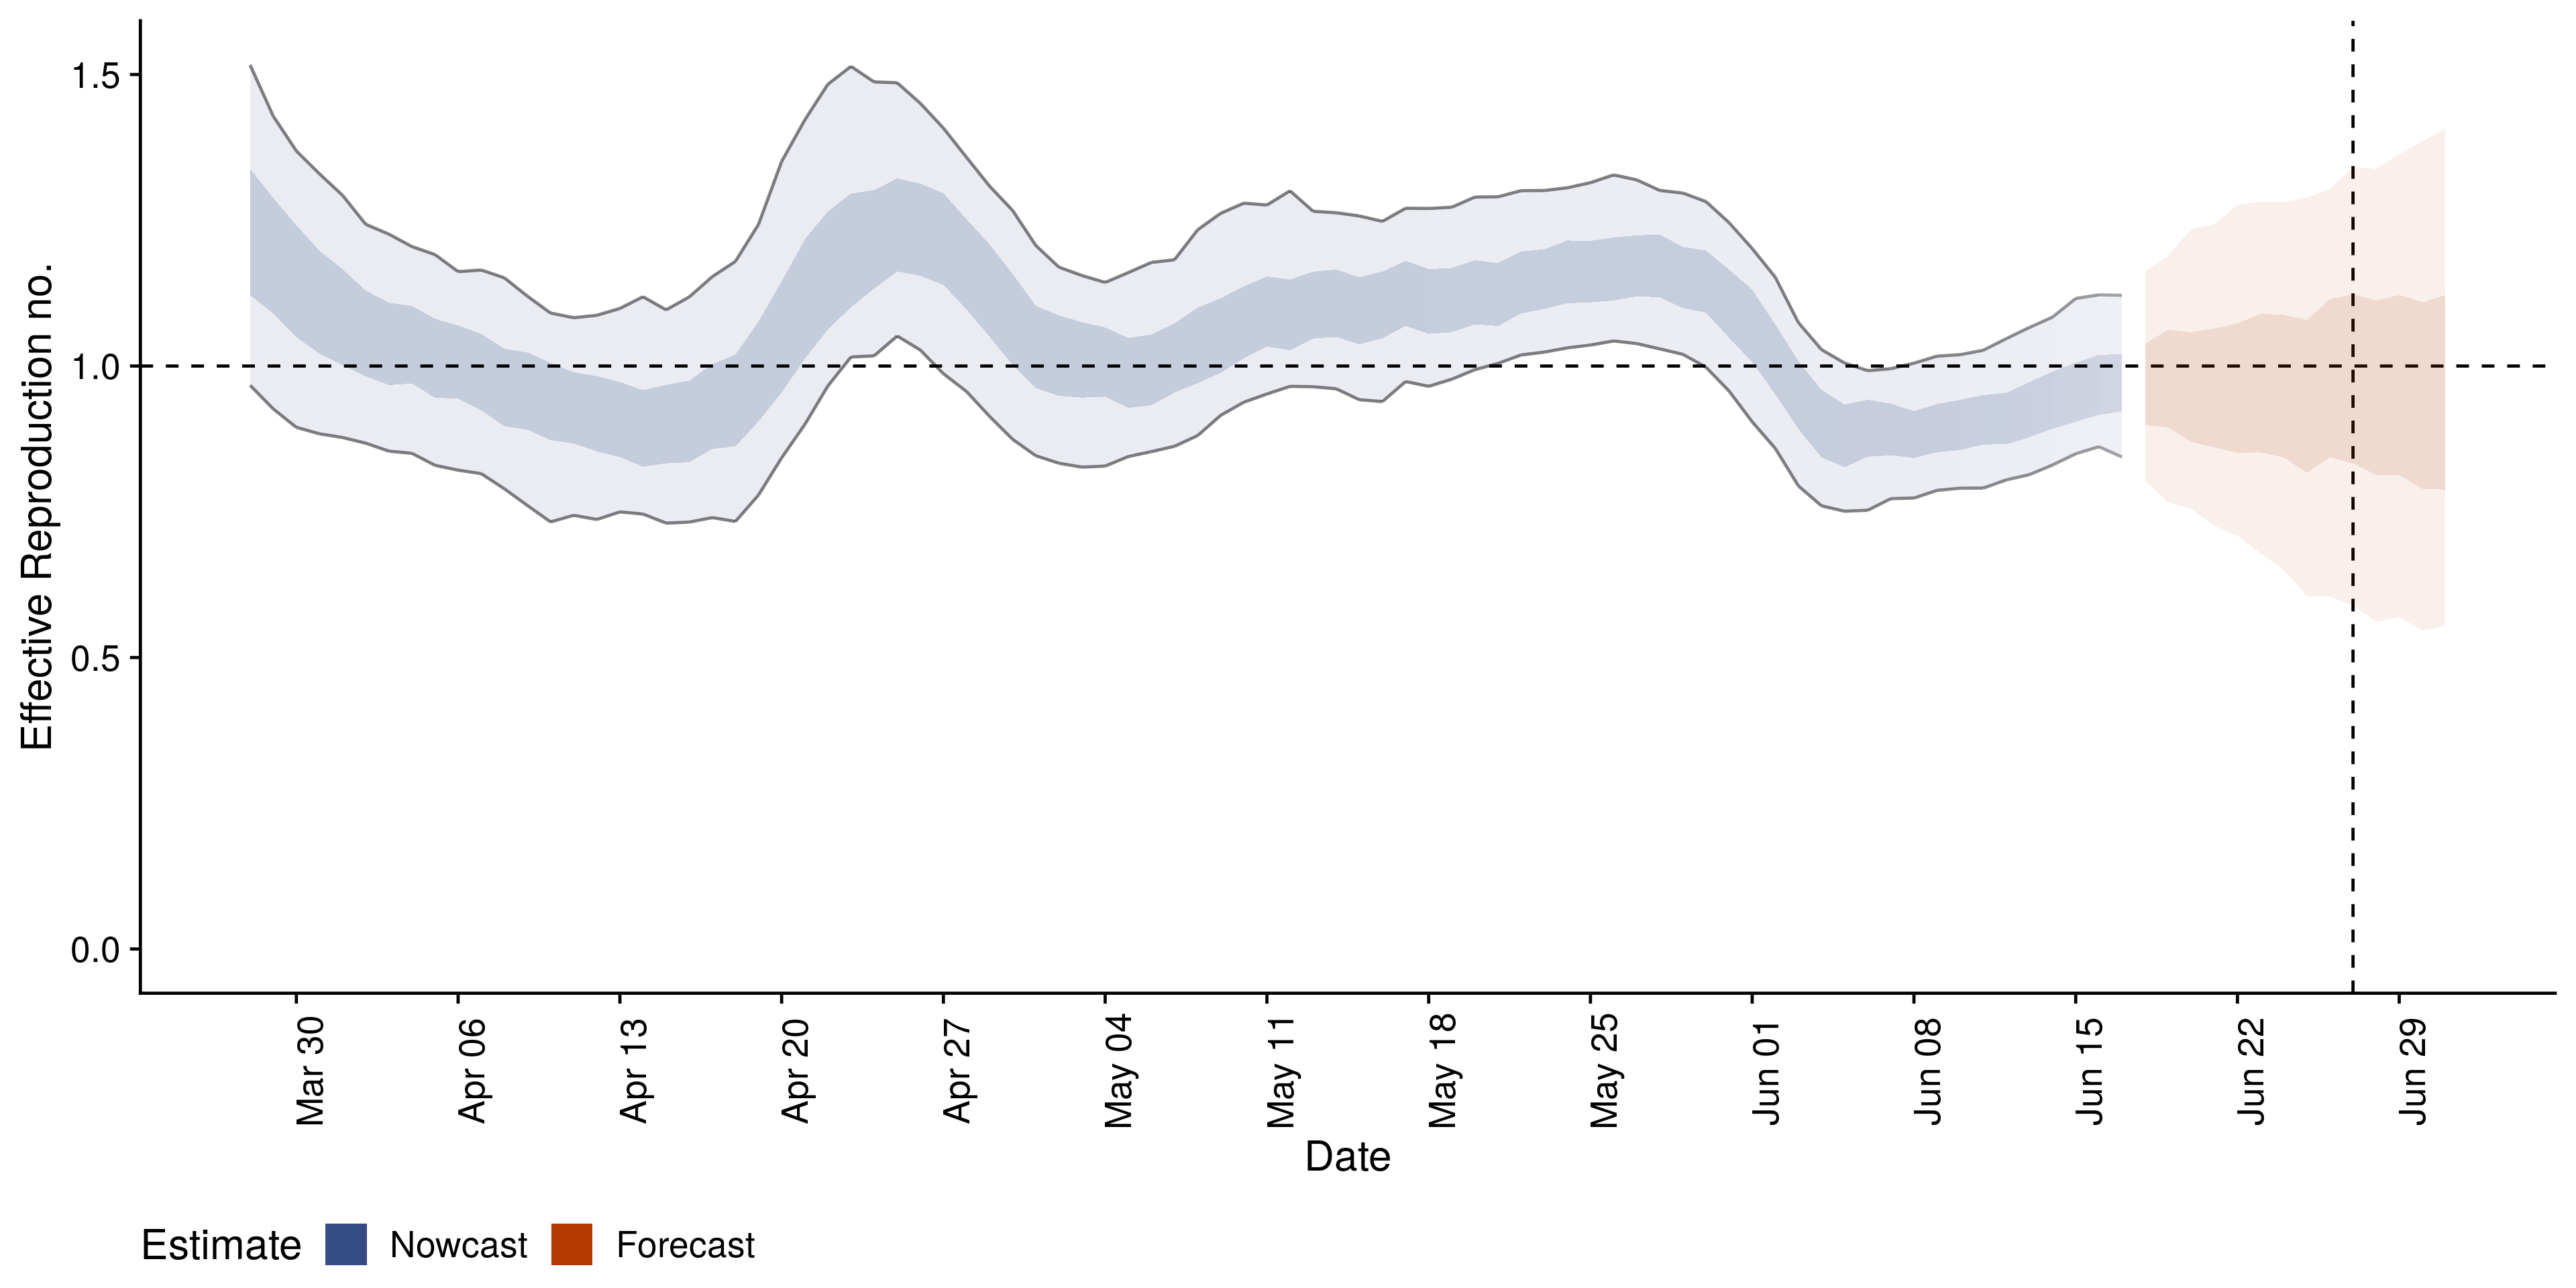 Effective Reproduction no.
1.5
1.0
0.5
0.0
Mar 30
Apr 06
Apr 13
Apr 20
Apr 27
May 04
May 11
May 18
May 25
Jun 01
Jun 08
Jun 15
Jun 22
Jun 29
Date
Estimate Nowcast Forecast